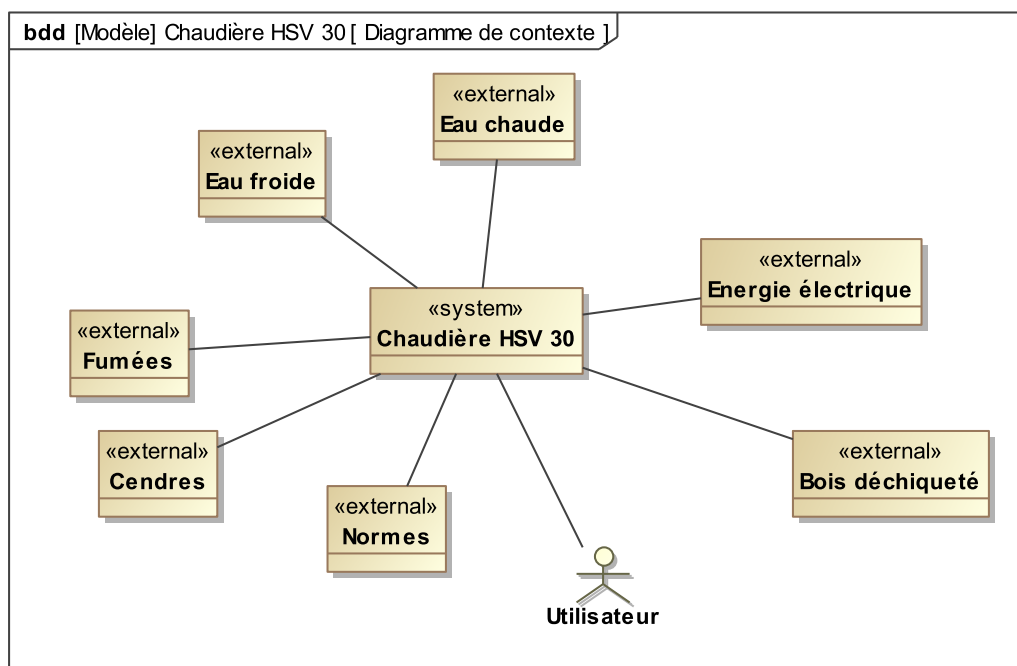 bdd [Modèle] Chaudière HSV 30 [ Diagramme de contexte ]
«external»
Eau chaude
«external»
Eau froide
«external»
Energie électrique
«system»
Chaudière HSV 30
«external»
Fumées
«external»
Cendres
«external»
Bois déchiqueté
«external»
Normes
Utilisateur